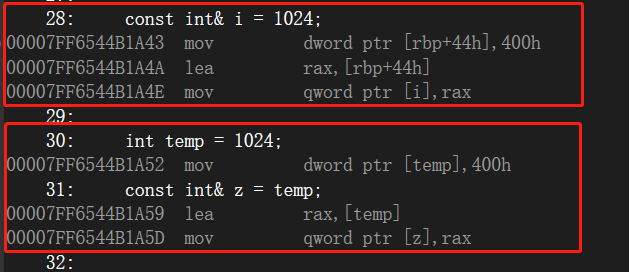 28:     const int& i = 1024;
00007FF6544B1A43  mov         dword ptr [rbp+44h],400h
00007FF6544B1A4A  lea         rax,[rbp+44h]
00007FF6544B1A4E  mov         qword ptr [i],rax
29:
30:     int temp = 1024;
00007FF6544B1A52  mov         dword ptr [temp],400h
31:     const int& z = temp;
00007FF6544B1A59  lea         rax,[temp]
00007FF6544B1A5D  mov         qword ptr [z],rax
32: